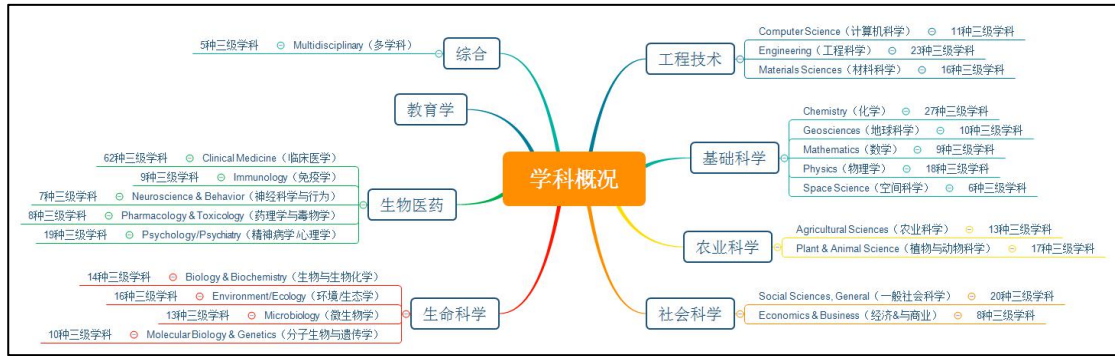 学科概况
综合
Multidisciplinary（多学科）
5种三级学科
教育学
生物医药
Clinical Medicine（临床医学）
62种三级学科
Immunology（免疫学）
9种三级学科
Neuroscience & Behavior（神经科学与行力）
7种三级学科
Pharmacology & Toxicology（药理学与毒物学）
8种三级学科
Psychology/Psychiatry（精神病学/心理学）
19种三级学科
生命科学
Biology & Biochemistry（生物与生物化学）
14种三级学科
Environment/Ecology（环境/生态学）
16种三级学科
Microbiology（微生物学）
13种三级学科
Molecular Biology & Genetics（分子生物与遗传学）
10种三级学科
工程技术
Computer Science（计算机科学）
11种三级学科
Engineering（工程科学）
23种三级学科
Materials Sciences（材料科学）
16种三级学科
基础科学
Chemistry（化学）
27种三级学科
Geosciences（地球科学）
10种三级学科
Mathematics（数学）
9种三级学科
Physics（物理学）
18种三级学科
Space Science（空间科学）
6种三级学科
农业科学
Agricultural Sciences（农业科学）
13种三级学科
Plant & Animal Science（植物与动物科学）
17种三级学科
社会科学
Social Sciences, General（一般社会科学）
20种三级学科
Economics & Business（经济&与商业）
8种三级学科